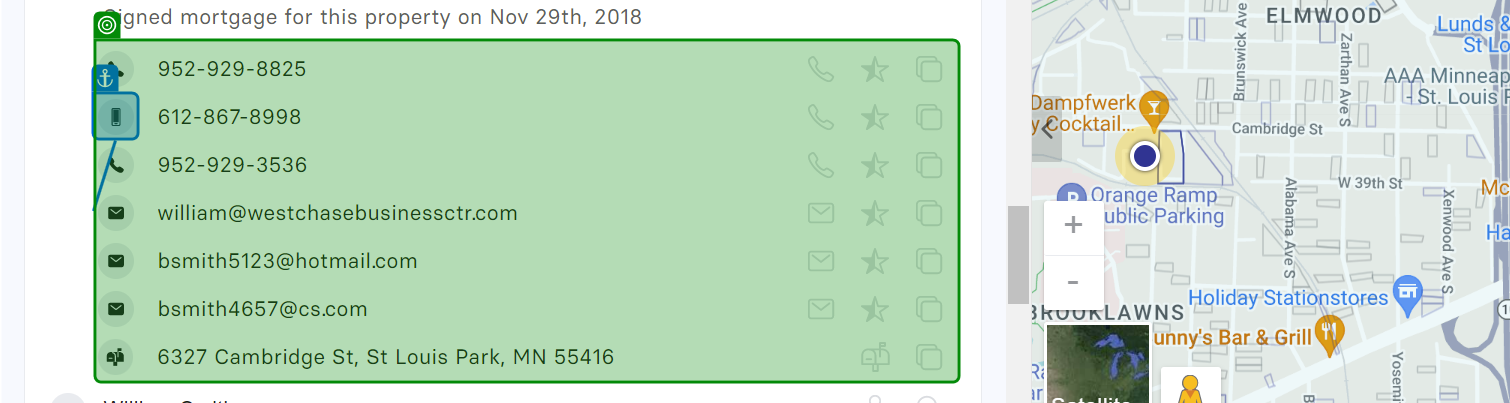 Signed mortgage for this property on Nov 29th, 2018
952-929-8825
612-867-8998
952-929-3536
william@westchasebusinessctr.com
bsmith5123@hotmail.com
bsmith4657@cs.com
6327 Cambridge St, St Louis Park, MN 55416
ELMWOOD
Lunds &
St Lo
Brunswick Ave
Zarthan Ave S
AAA Minneap
- St. Louis P
Dampfwerk
y Cocktail...
Cambridge St
W 39th St
Alabama Ave S
Xenwood Ave S
Mc
P
Orange Ramp
ublic Parking
Ha
+
-
Holiday Stationstores
BROOKLAWNS
unny's Bar & Grill
Yosemi
Satellite